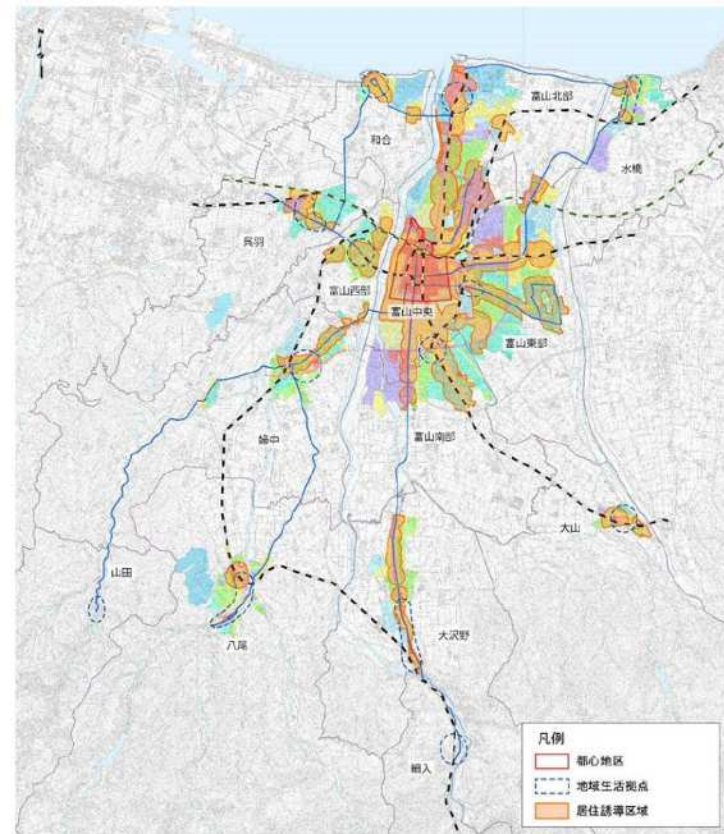 富山北部
和合
水橋
呉羽
富山西部
富山中央
富山東部
婦中
富山南部
大山
山田
八尾
大沢野
細入
凡例
都心地区
地域生活拠点
居住誘導区域